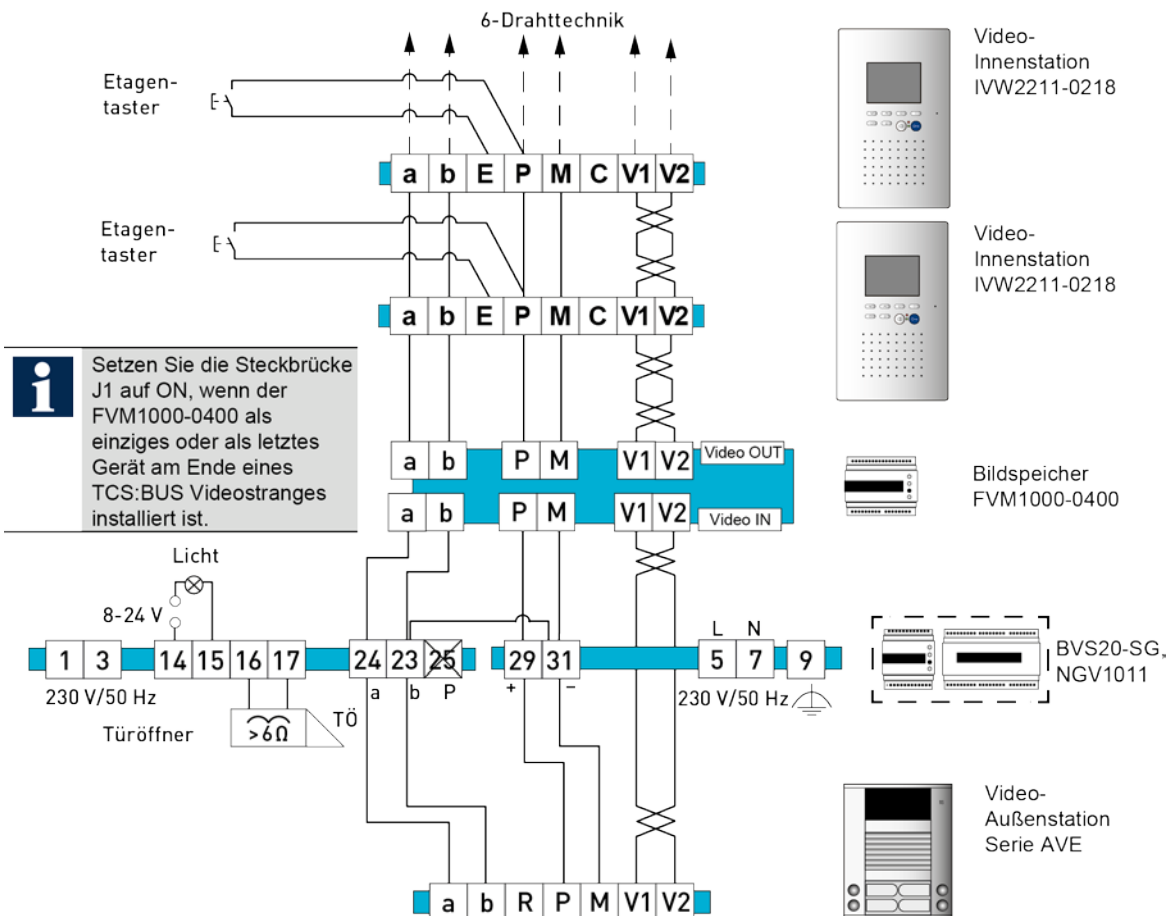 6-Drahttechnik
Etagen-
taster
a b E P M C V1 V2
Video-
Innenstation
IVW2211-0218
Etagen-
taster
a b E P M C V1 V2
Video-
Innenstation
IVW2211-0218
i
Setzen Sie die Steckbrücke
J1 auf ON, wenn der
FVM1000-0400 als
einziges oder als letztes
Gerät am Ende eines
TCS:BUS Videostranges
installiert ist.
a b P M V1 V2 Video OUT
a b P M V1 V2 Video IN
Bildspeicher
FVM1000-0400
Licht
8-24 V
L N
1 3 14 15 16 17 24 23 25 29 31 5 7 9
a b P + –
230 V/50 Hz
230 V/50 Hz
Türöffner
>6Ω
TÖ
BVS20-SG,
NGV1011
Video-
Außenstation
Serie AVE
a b R P M V1 V2